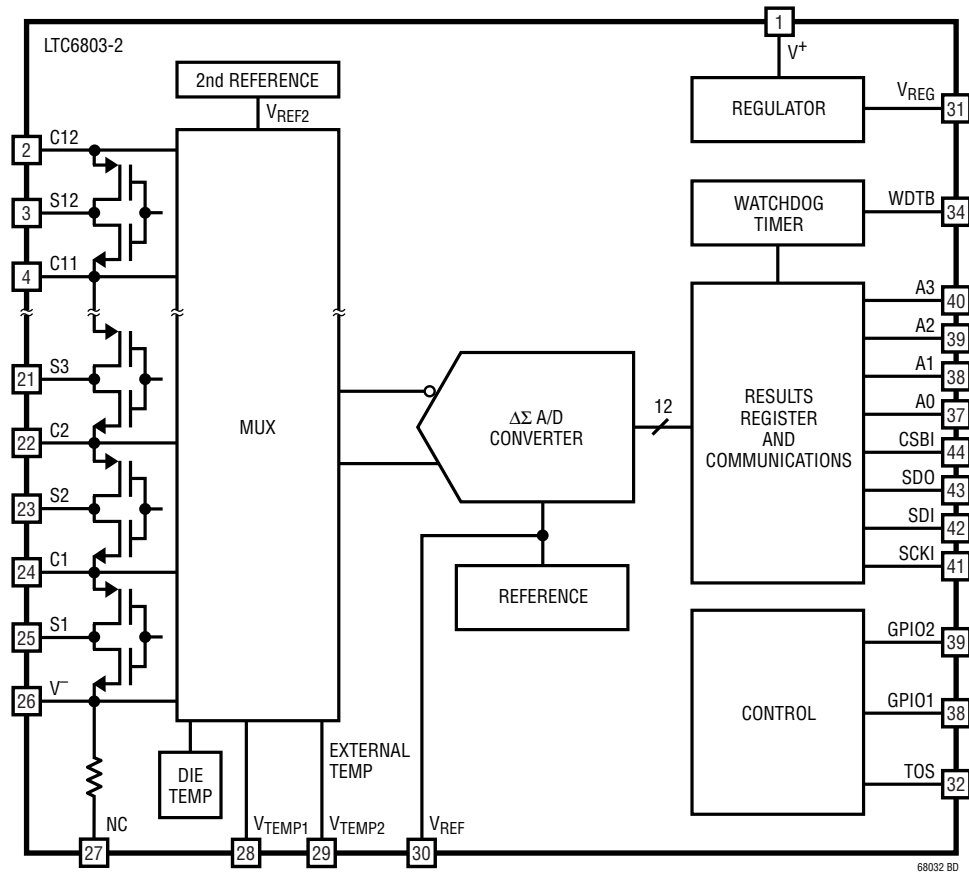 LTC6803-2
1
V+
2nd REFERENCE
VREF2
REGULATOR
VREG
31
2
C12
3
S12
4
C11
WATCHDOG
TIMER
WDTB
34
A3
40
A2
39
A1
38
A0
37
CSBI
44
SDO
43
SDI
42
SCKI
41
RESULTS
REGISTER
AND
COMMUNICATIONS
21
S3
22
C2
23
S2
24
C1
25
S1
26
V−
MUX
ΔΣ A/D
CONVERTER
12
REFERENCE
CONTROL
GPIO2
39
GPIO1
38
TOS
32
DIE
TEMP
EXTERNAL
TEMP
NC
27
VTEMP1
28
VTEMP2
29
VREF
30
68032 BD